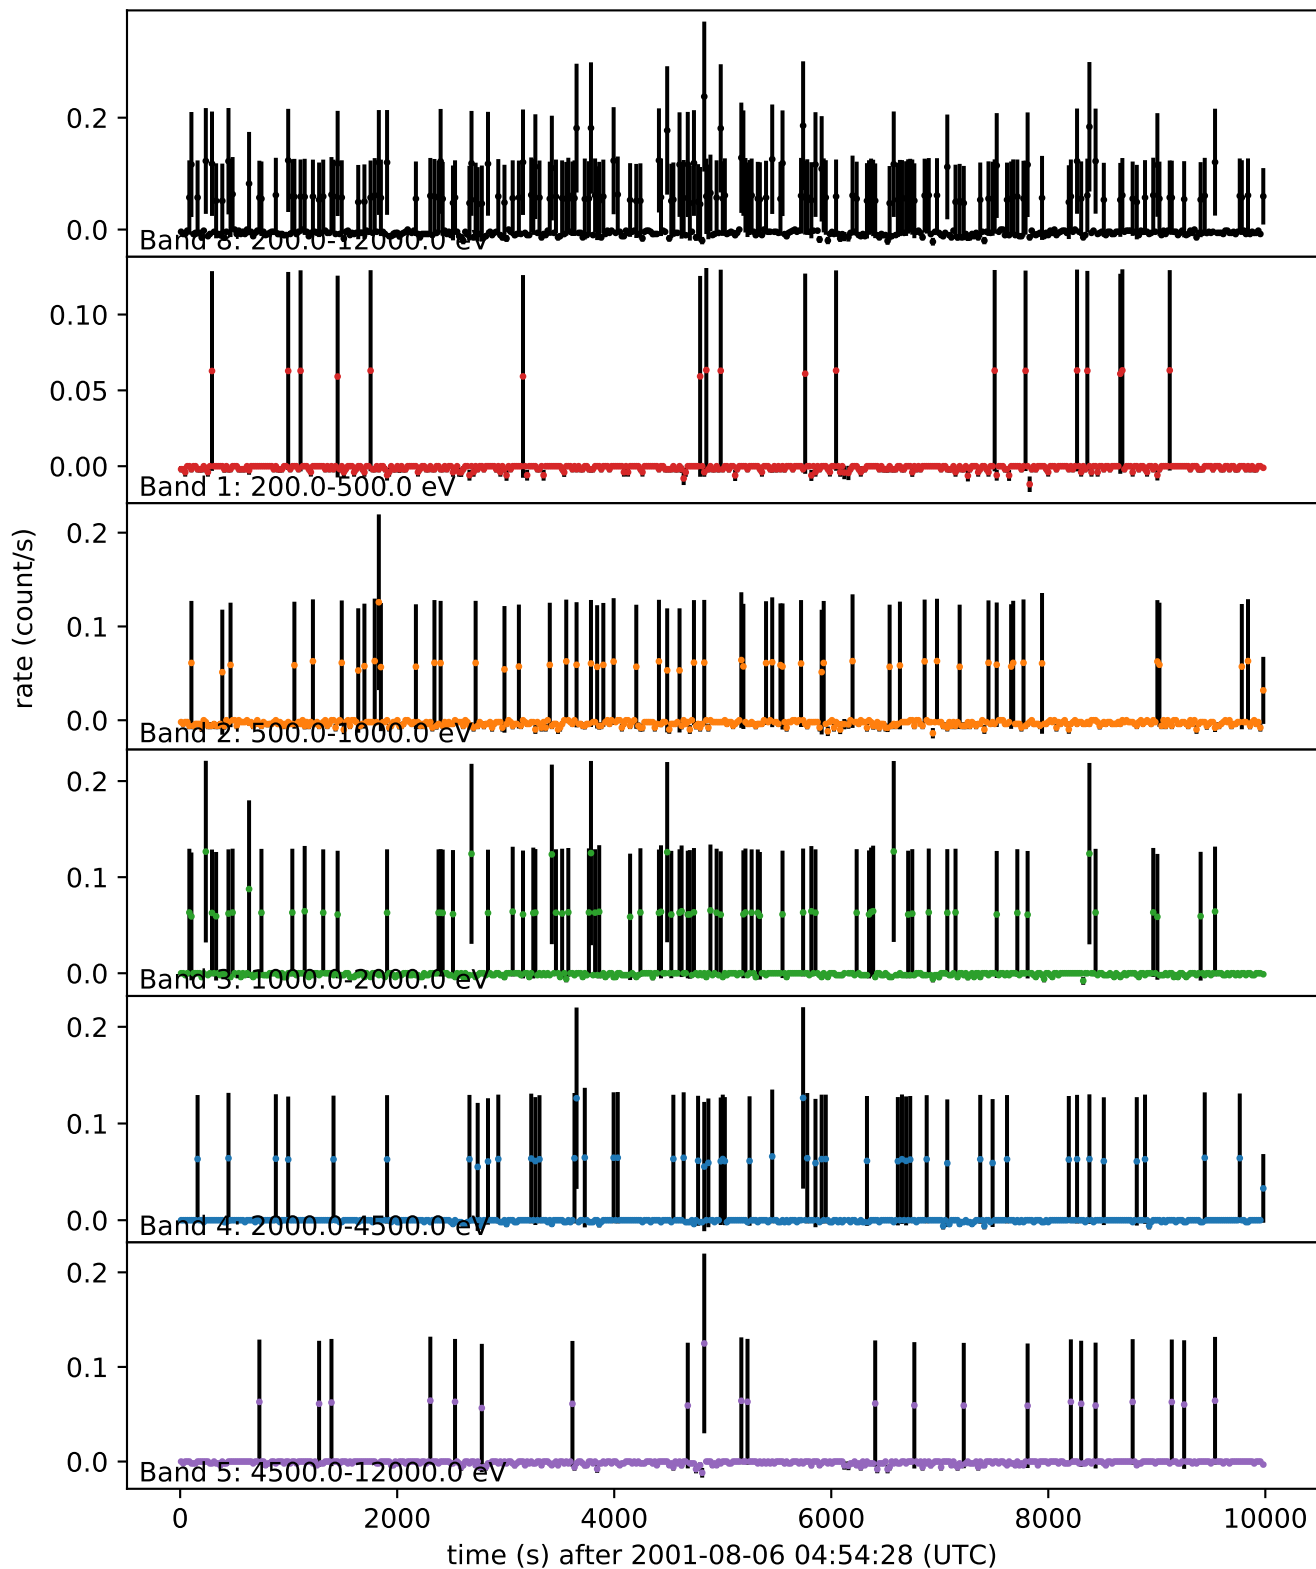 0.2
0.0
Band 8: 200.0-12000.0 eV
0.10
0.05
0.00
Band 1: 200.0-500.0 eV
0.2
0.1
0.0
Band 2: 500.0-1000.0 eV
rate (count/s)
0.2
0.1
0.0
Band 3: 1000.0-2000.0 eV
0.2
0.1
0.0
Band 4: 2000.0-4500.0 eV
0.2
0.1
0.0
Band 5: 4500.0-12000.0 eV
0 2000 4000 6000 8000 10000
time (s) after 2001-08-06 04:54:28 (UTC)